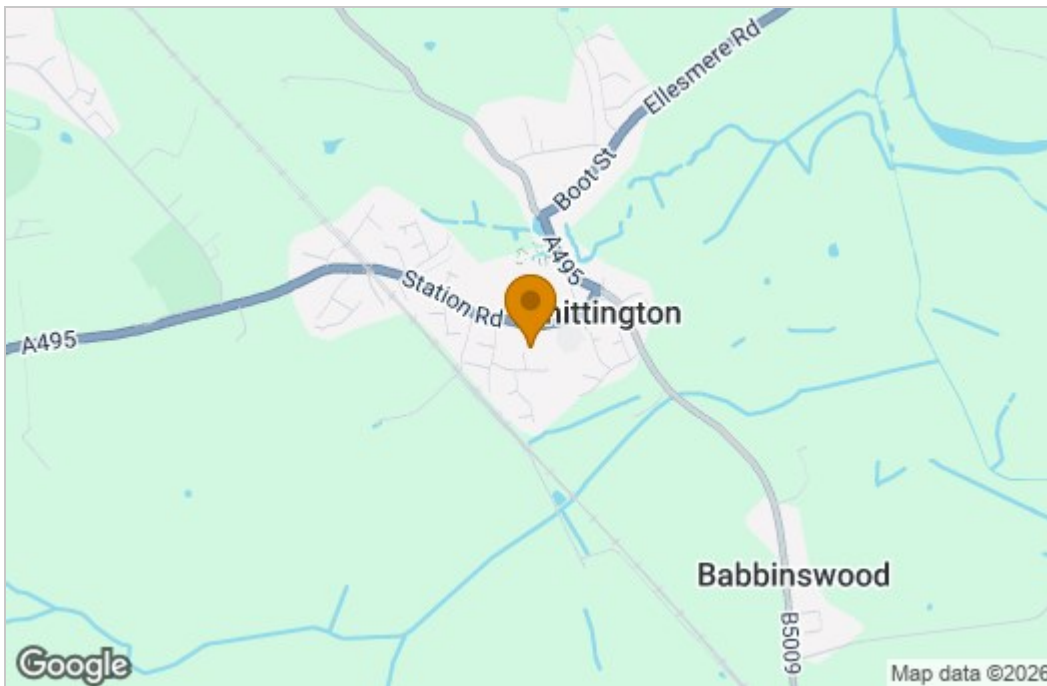 Ellesmere Rd
Boot St
A495
Station Rd
hittington
A495
Babbinswood
B5009
Google
Map data ©2026